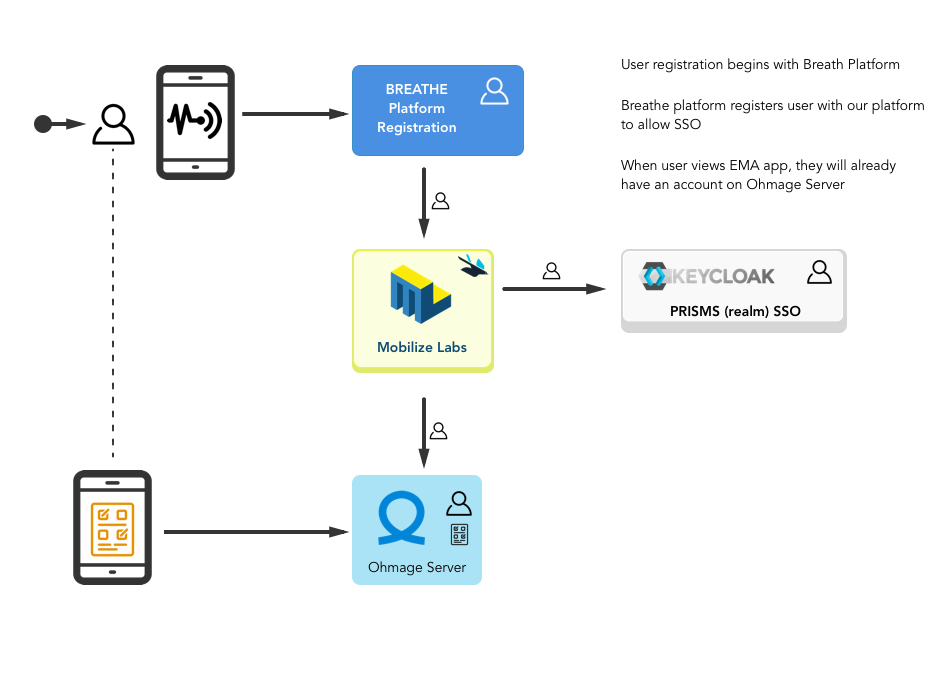 User registration begins with Breath Platform
BREATHE
Platform
Registration
Breathe platform registers user with our platform
to allow SSO
When user views EMA app, they will already
have an account on Ohmage Server
KEYCLOAK
PRISMS (realm) SSO
Mobilize Labs
Ohmage Server